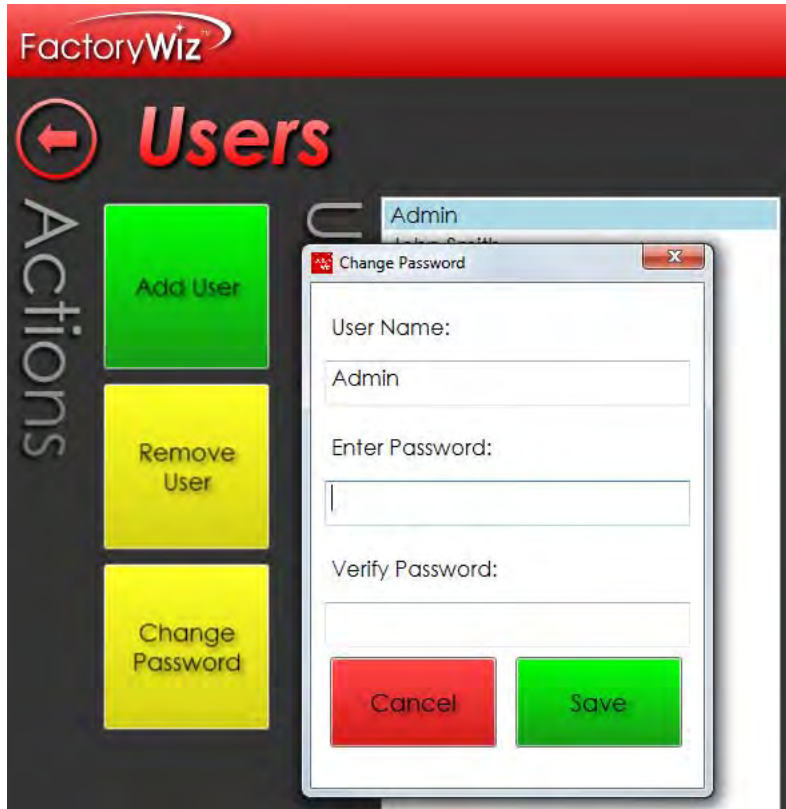 FactoryWiz™
Users
Actions
Add User
Remove
User
Change
Password
U
Admin
Change Password
User Name:
Admin
Enter Password:
Verify Password:
Cancel
Save